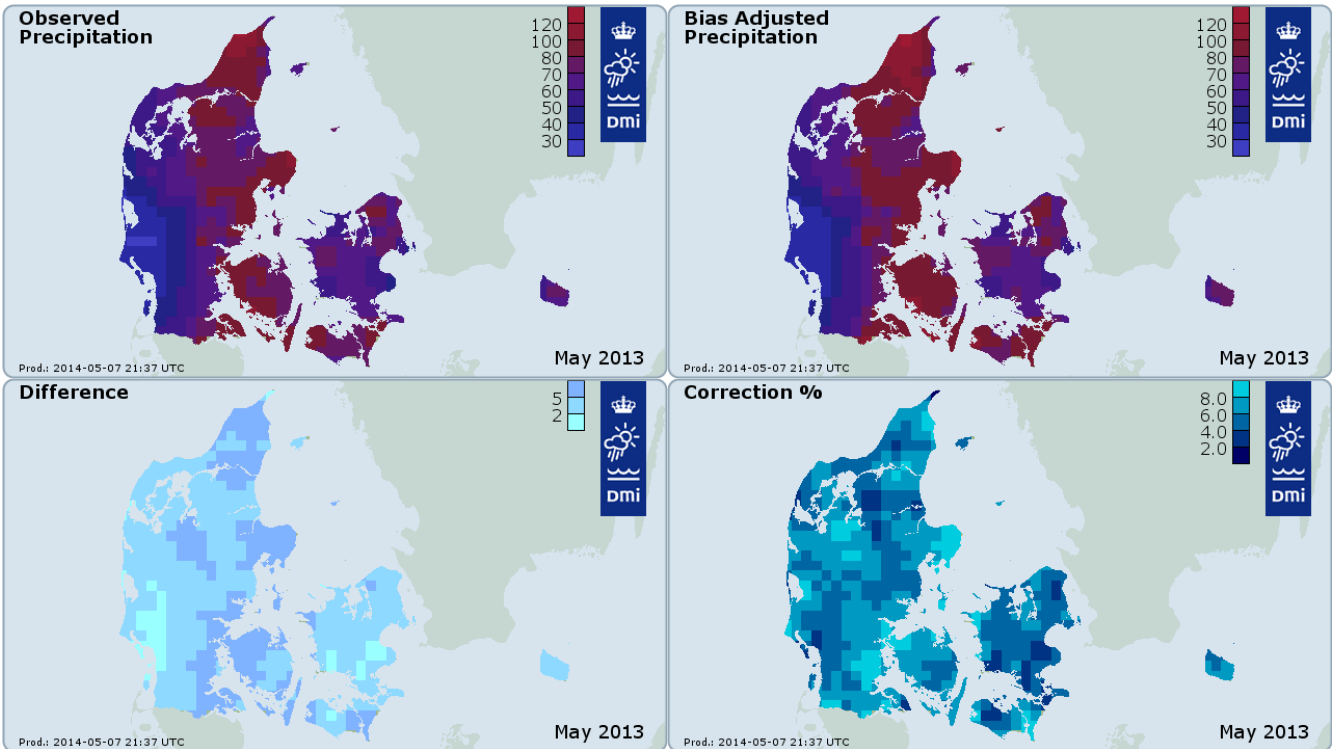 Observed
Precipitation
120
100
80
70
60
50
40
30
DMi
May 2013
Prod.: 2014-05-07 21:37 UTC
Bias Adjusted
Precipitation
120
100
80
70
60
50
40
30
DMi
May 2013
Prod.: 2014-05-07 21:37 UTC
Difference
5
2
DMi
May 2013
Prod.: 2014-05-07 21:37 UTC
Correction %
8.0
6.0
4.0
2.0
DMi
May 2013
Prod.: 2014-05-07 21:37 UTC